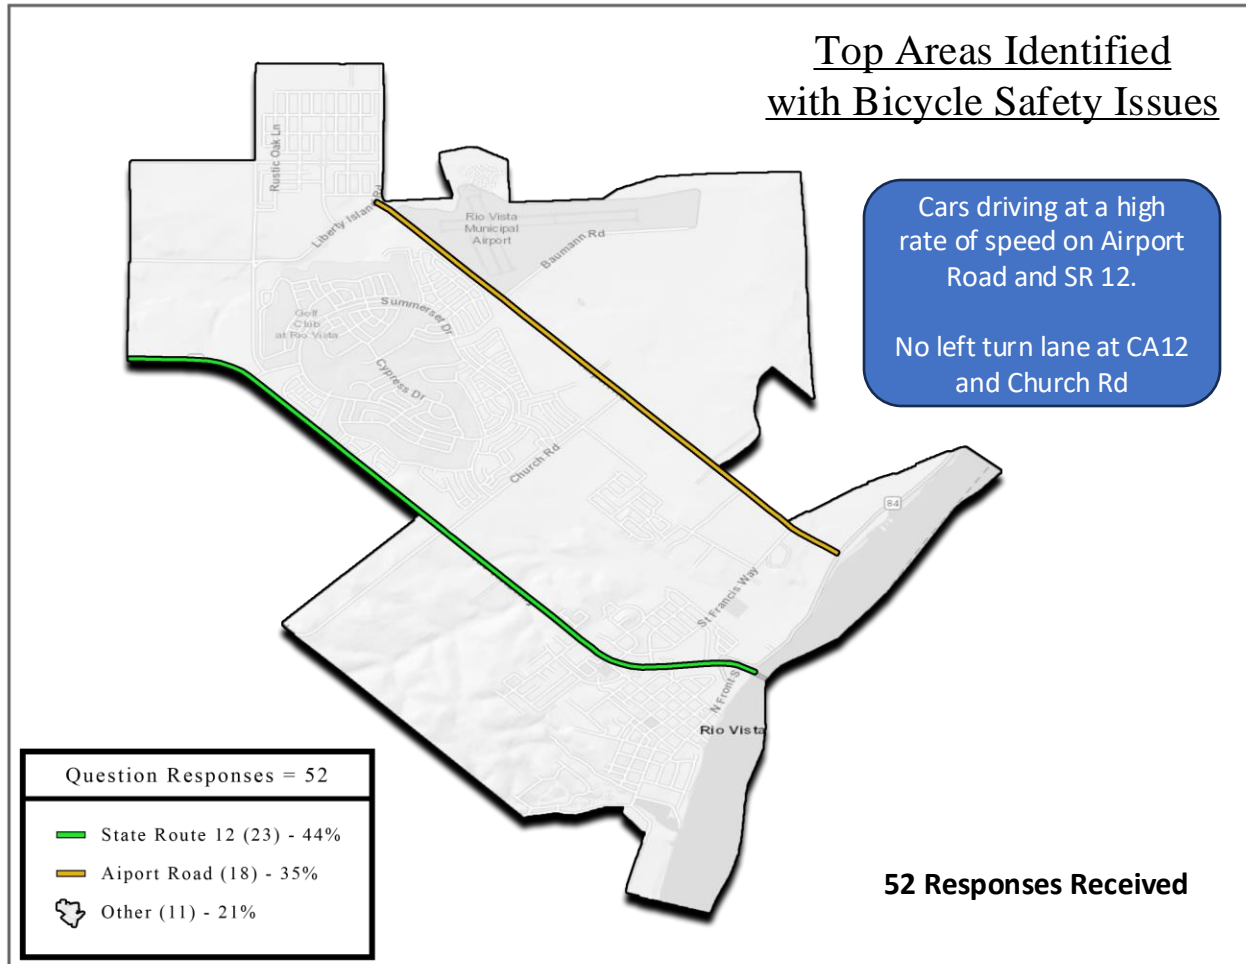 Top Areas Identified
with Bicycle Safety Issues
Cars driving at a high
rate of speed on Airport
Road and SR 12.
No left turn lane at CA12
and Church Rd
Rustic Oak Ln
Liberty Island Rd
Rio Vista
Municipal
Airport
Baumann Rd
Golf
Club
at Rio Vista
Summerset Dr
Cypress Dr
Church Rd
84
St Francis Way
N Front S
Rio Vista
Question Responses = 52
State Route 12 (23) - 44%
Aiport Road (18) - 35%
Other (11) - 21%
52 Responses Received